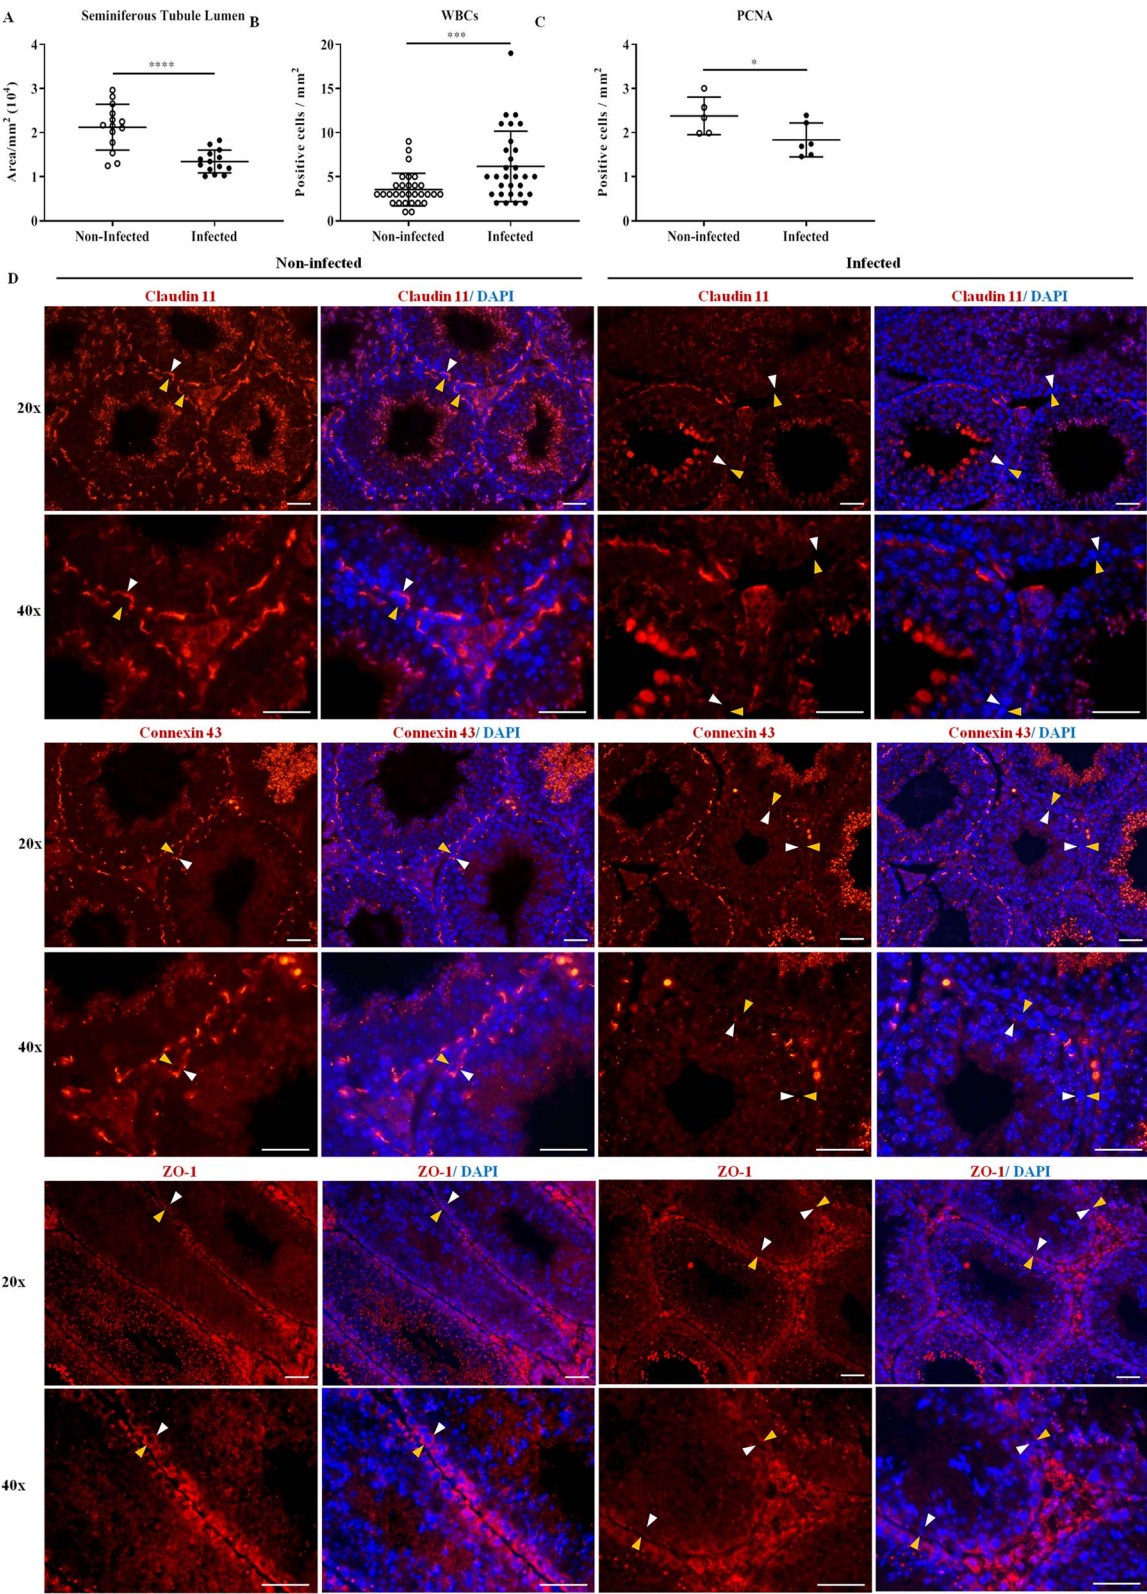 A
Seminiferous Tubule Lumen
Area/mm² (10⁴)
4
3
2
1
0
****
Non-Infected
Infected
B
WBCs
Positive cells / mm²
20
15
10
5
0
***
Non-infected
Infected
C
PCNA
Positive cells / mm²
4
3
2
1
0
*
Non-infected
Infected
D
Non-infected
Infected
Claudin 11
Claudin 11/ DAPI
Claudin 11
Claudin 11/ DAPI
20x
40x
Connexin 43
Connexin 43/ DAPI
Connexin 43
Connexin 43/ DAPI
20x
40x
ZO-1
ZO-1/ DAPI
ZO-1
ZO-1/ DAPI
20x
40x